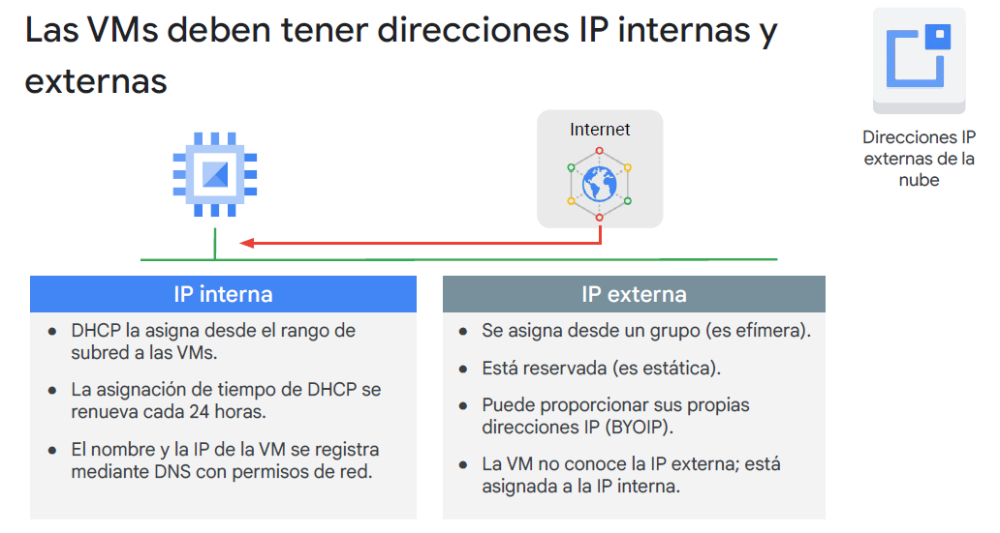 Las VMs deben tener direcciones IP internas y
externas
Direcciones IP
externas de la
nube
Internet
IP interna
• DHCP la asigna desde el rango de
subred a las VMs.
• La asignación de tiempo de DHCP se
renueva cada 24 horas.
• El nombre y la IP de la VM se registra
mediante DNS con permisos de red.
IP externa
• Se asigna desde un grupo (es efímera).
• Está reservada (es estática).
• Puede proporcionar sus propias
direcciones IP (BYOIP).
• La VM no conoce la IP externa; está
asignada a la IP interna.